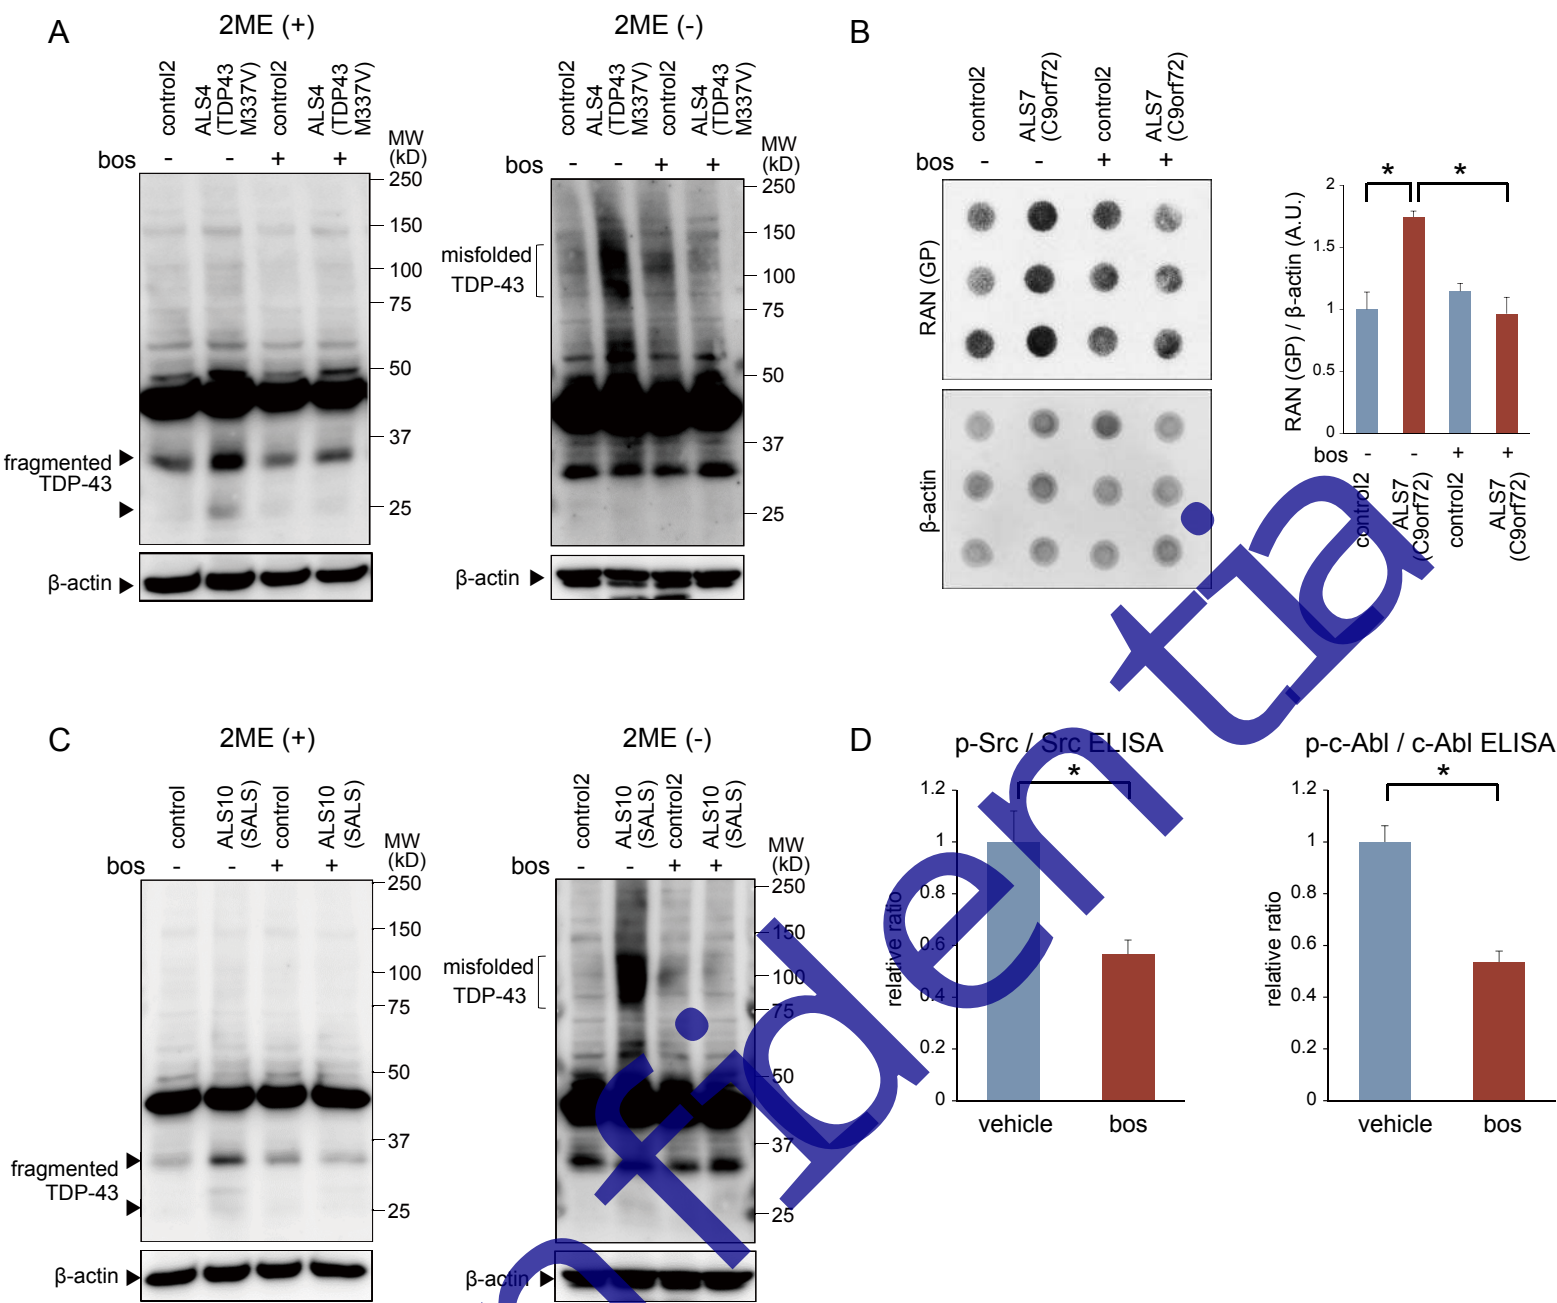 A
2ME (+)
control2
ALS4
(TDP43
M337V)
control2
ALS4
(TDP43
M337V)
MW
(kD)
bos - - + +
250
150
100
75
50
37
25
fragmented
TDP-43
β-actin
2ME (-)
control2
ALS4
(TDP43
M337V)
control2
ALS4
(TDP43
M337V)
MW
(kD)
bos - - + +
misfolded
TDP-43
250
150
100
75
50
37
25
β-actin
B
control2
ALS7
(C9orf72)
control2
ALS7
(C9orf72)
bos - - + +
RAN (GP)
β-actin
RAN (GP) / β-actin (A.U.)
2
1.5
1
0.5
0
* *
bos - - + +
control2
ALS7
(C9orf72)
control2
ALS7
(C9orf72)
C
2ME (+)
control
ALS10
(SALS)
control
ALS10
(SALS)
MW
(kD)
bos - - + +
250
150
100
75
50
37
25
fragmented
TDP-43
β-actin
2ME (-)
control2
ALS10
(SALS)
control2
ALS10
(SALS)
MW
(kD)
bos - - + +
misfolded
TDP-43
250
150
100
75
50
37
25
β-actin
D
p-Src / Src ELISA
*
relative ratio
1.2
1
0.8
0.6
0.4
0.2
0
vehicle bos
p-c-Abl / c-Abl ELISA
*
relative ratio
1.2
1
0.8
0.6
0.4
0.2
0
vehicle bos
fidentia